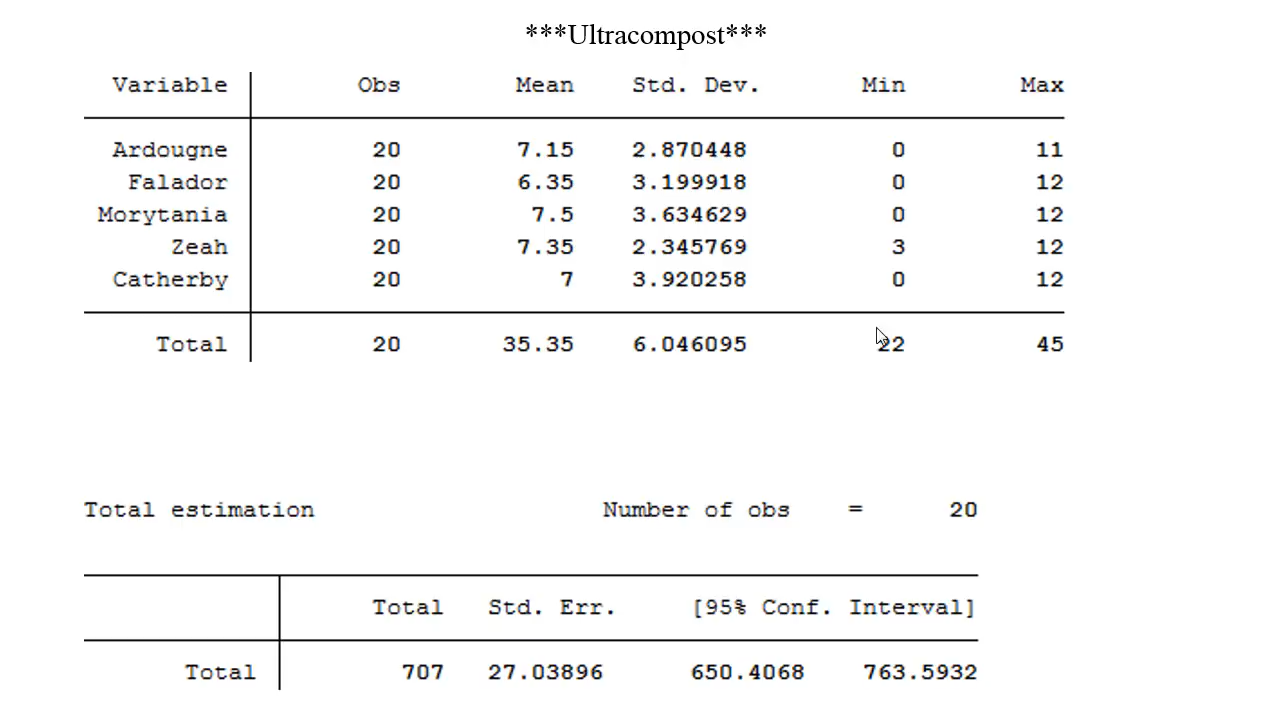 ***Ultracompost***
Variable Obs Mean Std. Dev. Min Max
Ardougne 20 7.15 2.870448 0 11
Falador 20 6.35 3.199918 0 12
Morytania 20 7.5 3.634629 0 12
Zeah 20 7.35 2.345769 3 12
Catherby 20 7 3.920258 0 12
Total 20 35.35 6.046095 22 45
Total estimation Number of obs = 20
Total Std. Err. [95% Conf. Interval]
Total 707 27.03896 650.4068 763.5932